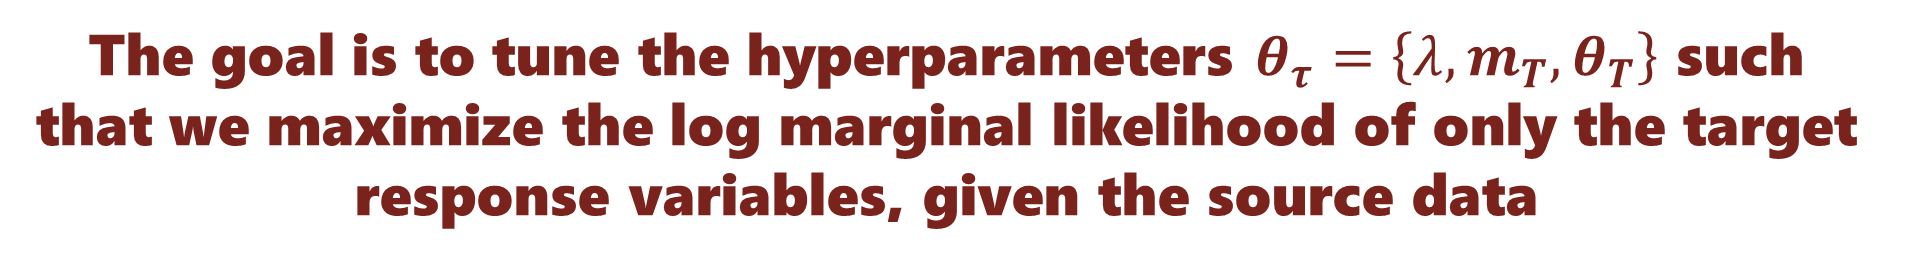 The goal is to tune the hyperparameters θ_τ = {λ, m_T, θ_T} such
that we maximize the log marginal likelihood of only the target
response variables, given the source data